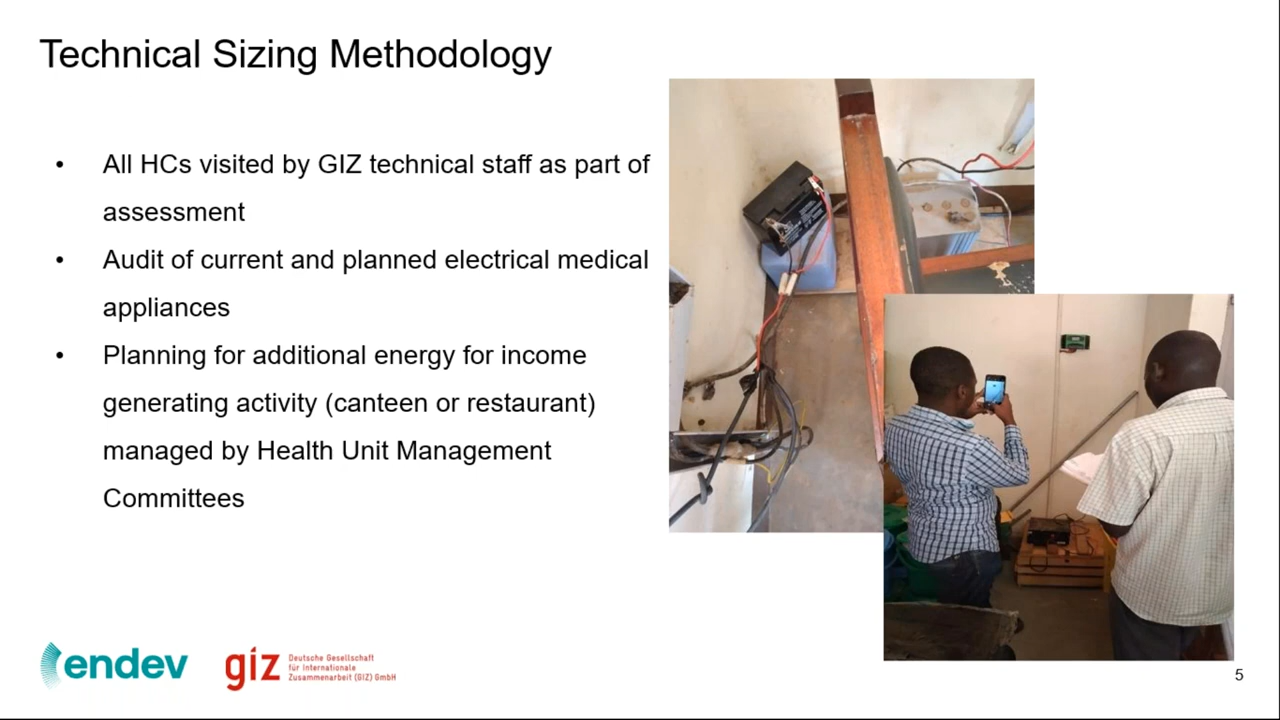 Technical Sizing Methodology
• All HCs visited by GIZ technical staff as part of
assessment
• Audit of current and planned electrical medical
appliances
• Planning for additional energy for income
generating activity (canteen or restaurant)
managed by Health Unit Management
Committees
endev
giz
Deutsche Gesellschaft
für Internationale
Zusammenarbeit (GIZ) GmbH
5